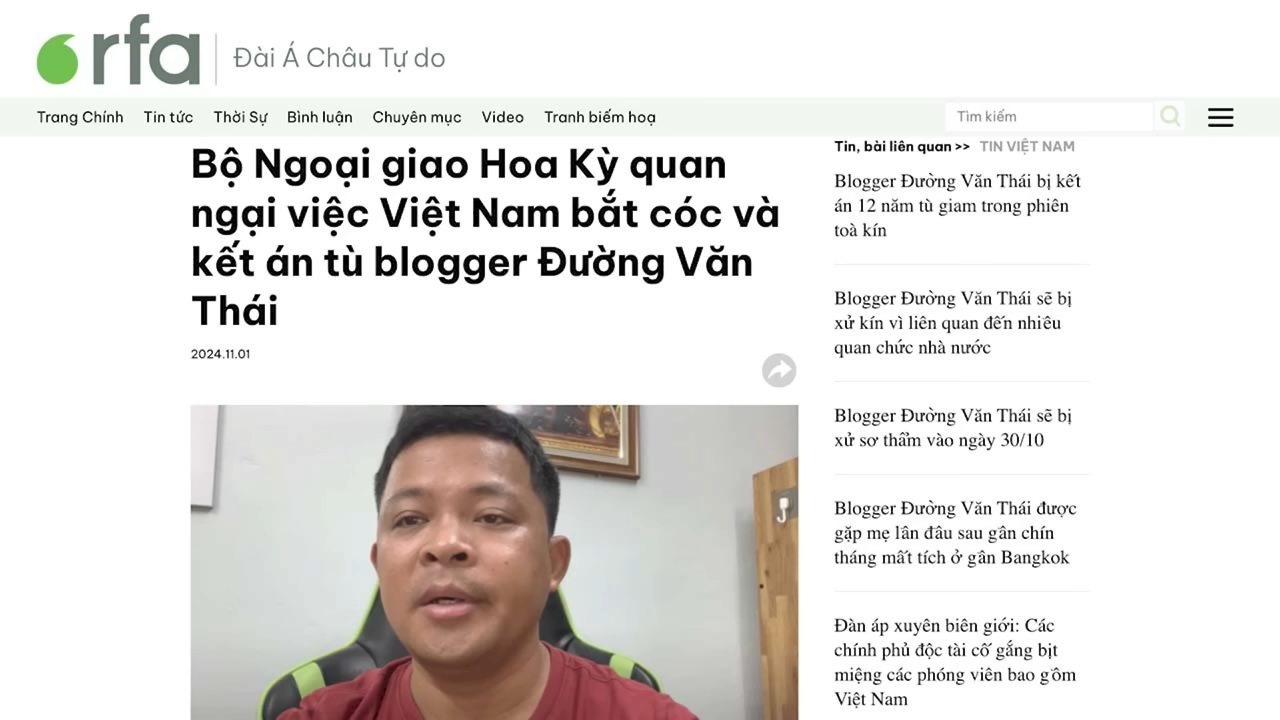 rfa Đài Á Châu Tự do
Trang Chính Tin tức Thời Sự Bình luận Chuyên mục Video Tranh biếm hoạ Tìm kiếm
Bộ Ngoại giao Hoa Kỳ quan
ngại việc Việt Nam bắt cóc và
kết án tù blogger Đường Văn
Thái
2024.11.01
Tin, bài liên quan >> TIN VIỆT NAM
Blogger Đường Văn Thái bị kết
án 12 năm tù giam trong phiên
toà kín
Blogger Đường Văn Thái sẽ bị
xử kín vì liên quan đến nhiều
quan chức nhà nước
Blogger Đường Văn Thái sẽ bị
xử sơ thẩm vào ngày 30/10
Blogger Đường Văn Thái được
gặp mẹ lần đầu sau gần chín
tháng mất tích ở gần Bangkok
Đàn áp xuyên biên giới: Các
chính phủ độc tài cố gắng bịt
miệng các phóng viên bao gồm
Việt Nam